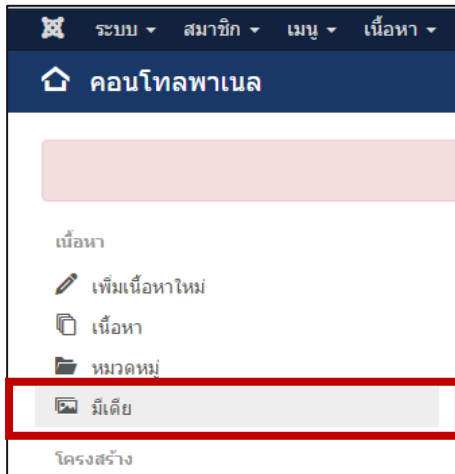 ระบบ สมาชิก เมนู เนื้อหา
คอนโทลพาเนล
เนื้อหา
เพิ่มเนื้อหาใหม่
เนื้อหา
หมวดหมู่
มีเดีย
โครงสร้าง